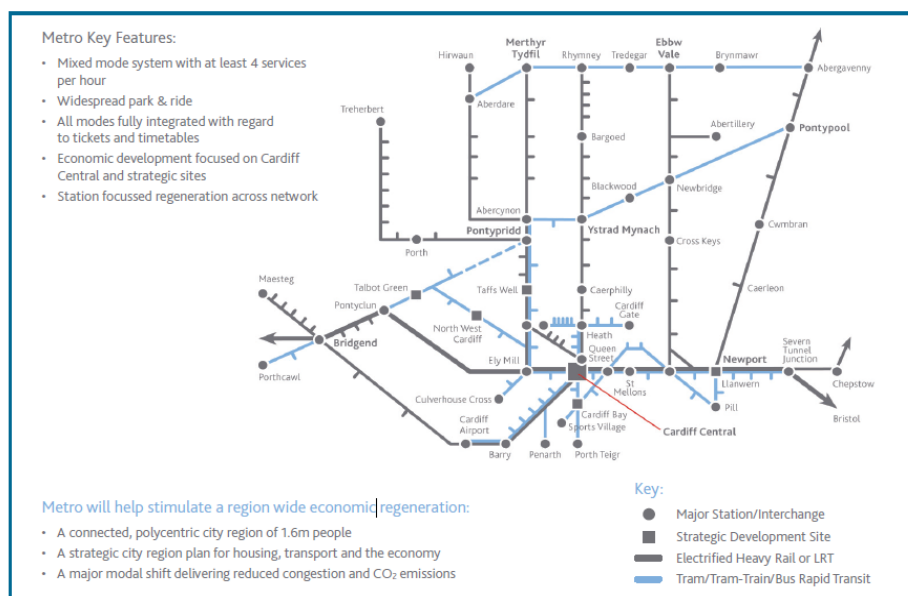 Metro Key Features:
• Mixed mode system with at least 4 services
per hour
• Widespread park & ride
• All modes fully integrated with regard
to tickets and timetables
• Economic development focused on Cardiff
Central and strategic sites
• Station focussed regeneration across network
Hirwaun
Merthyr
Tydfil
Rhymney
Tredegar
Ebbw
Vale
Brynmawr
Abergavenny
Treherbert
Aberdare
Bargoed
Abertillery
Pontypool
Blackwood
Newbridge
Abercynon
Pontypridd
Ystrad Mynach
Cwmbran
Porth
Cross Keys
Maesteg
Talbot Green
Taffs Well
Caerphilly
Caerleon
Pontyclun
Cardiff
Gate
North West
Cardiff
Heath
Bridgend
Queen
Street
Severn
Tunnel
Junction
Ely Mill
Newport
Porthcawl
St
Mellons
Llanwern
Chepstow
Culverhouse Cross
Pill
Cardiff Bay
Bristol
Cardiff
Airport
Sports Village
Cardiff Central
Barry
Penarth
Porth Teigr
Metro will help stimulate a region wide economic regeneration:
• A connected, polycentric city region of 1.6m people
• A strategic city region plan for housing, transport and the economy
• A major modal shift delivering reduced congestion and CO₂ emissions
Key:
Major Station/Interchange
Strategic Development Site
Electrified Heavy Rail or LRT
Tram/Tram-Train/Bus Rapid Transit